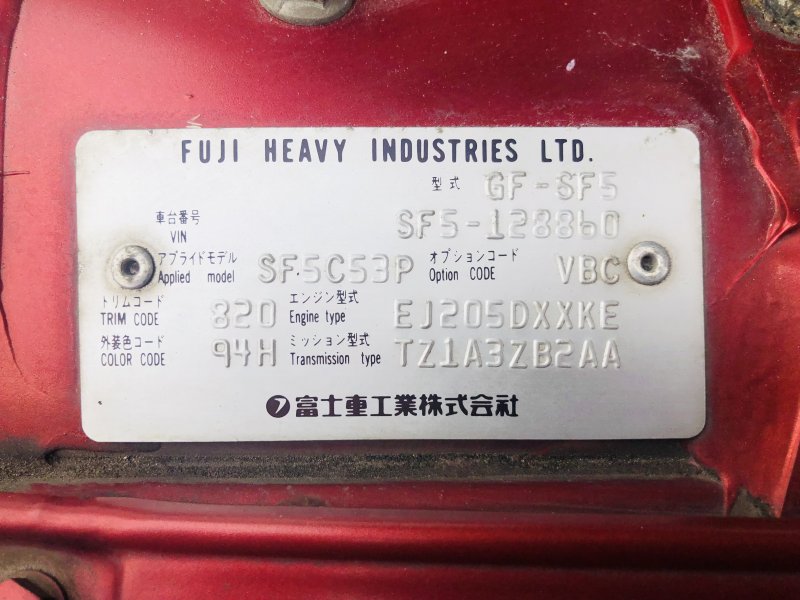 FUJI HEAVY INDUSTRIES LTD.
型式 GF-SF5
車台番号 VIN SF5-128860
アプライドモデル Applied model SF5C53P オプションコード Option CODE VBC
トリムコード TRIM CODE 820 エンジン型式 Engine type EJ205DXXKE
外装色コード COLOR CODE 94H ミッション型式 Transmission type TZ1A3ZB2AA
富士重工業株式会社